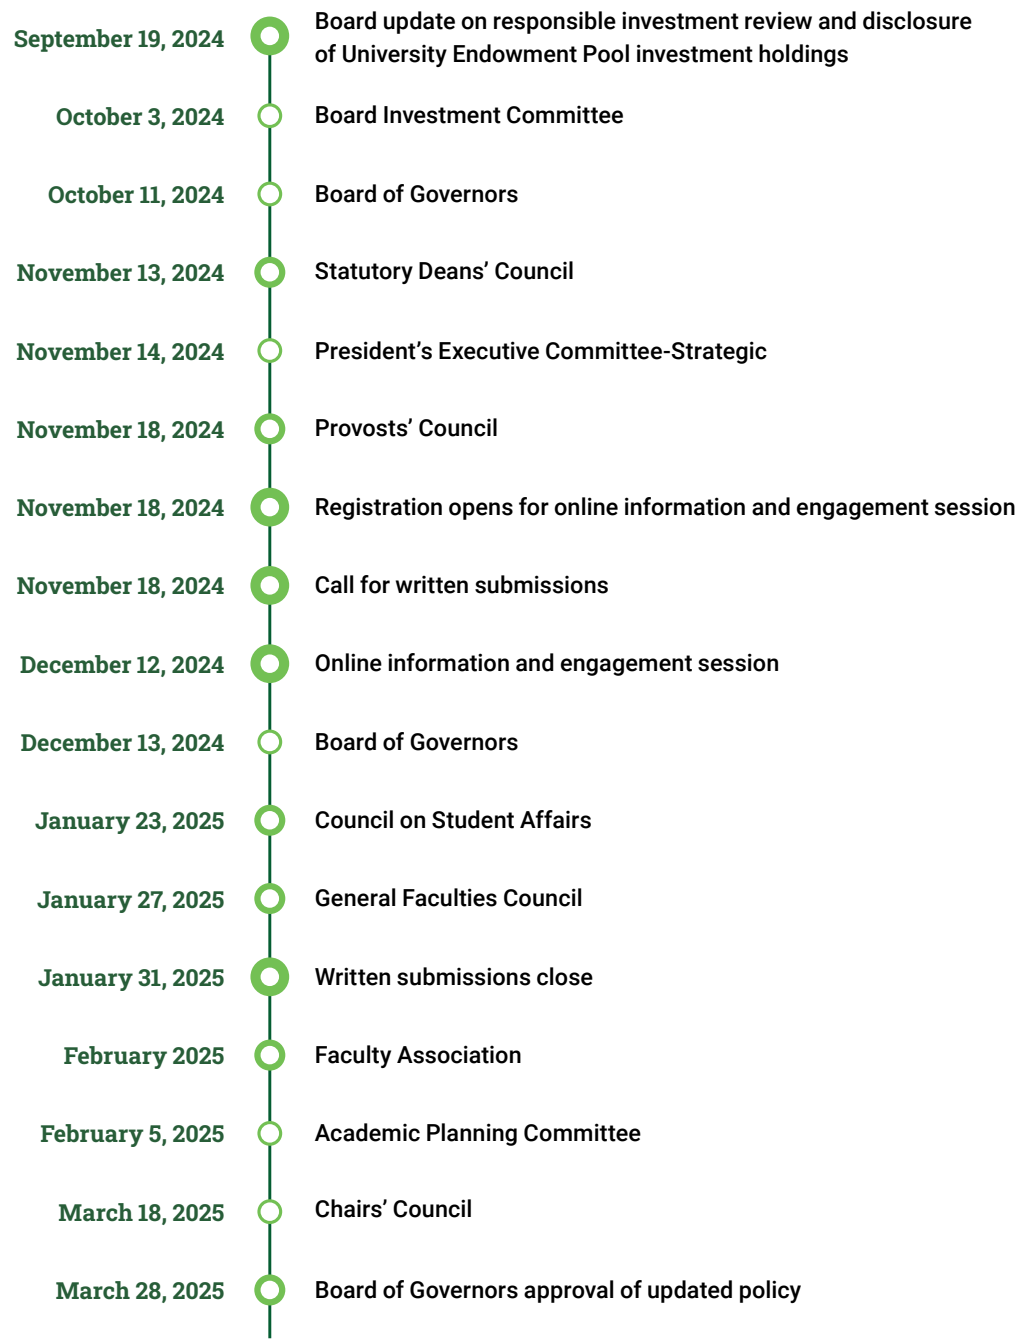 September 19, 2024 Board update on responsible investment review and disclosure
of University Endowment Pool investment holdings
October 3, 2024 Board Investment Committee
October 11, 2024 Board of Governors
November 13, 2024 Statutory Deans’ Council
November 14, 2024 President’s Executive Committee-Strategic
November 18, 2024 Provosts’ Council
November 18, 2024 Registration opens for online information and engagement session
November 18, 2024 Call for written submissions
December 12, 2024 Online information and engagement session
December 13, 2024 Board of Governors
January 23, 2025 Council on Student Affairs
January 27, 2025 General Faculties Council
January 31, 2025 Written submissions close
February 2025 Faculty Association
February 5, 2025 Academic Planning Committee
March 18, 2025 Chairs’ Council
March 28, 2025 Board of Governors approval of updated policy